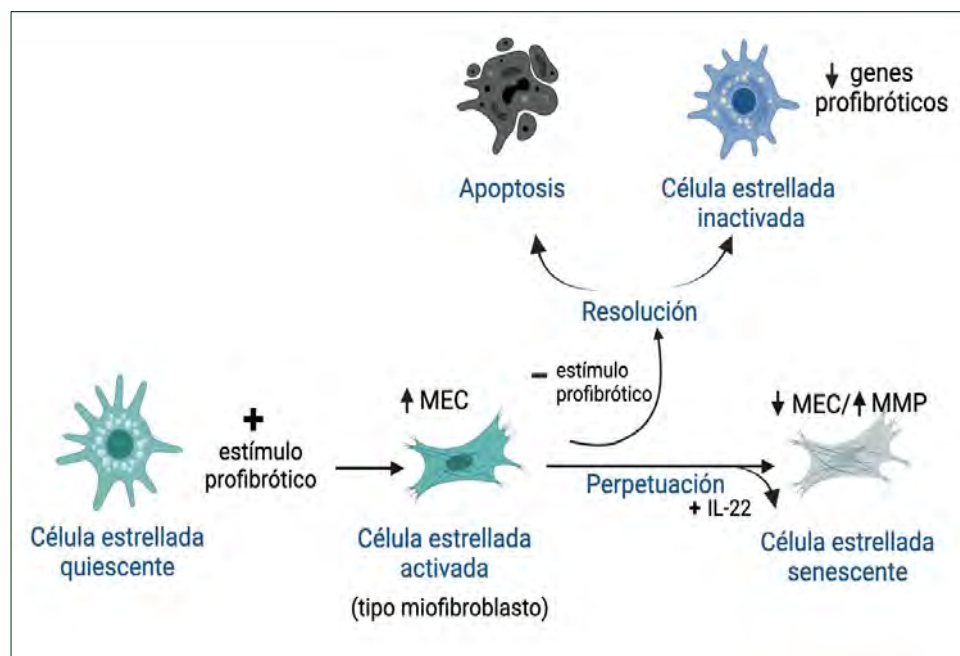 ↓ genes
profibróticos
Apoptosis
Célula estrellada
inactivada
Resolución
- estímulo
profibrótico
+
estímulo
profibrótico
↑ MEC
↓ MEC/↑ MMP
Perpetuación
+ IL-22
Célula estrellada
quiescente
Célula estrellada
activada
(tipo miofibroblasto)
Célula estrellada
senescente